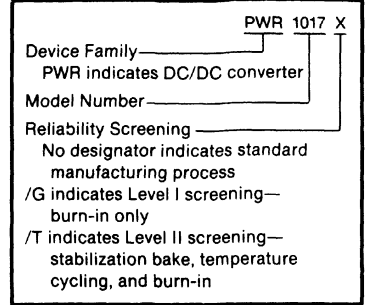 PWR 1017 X
Device Family
PWR indicates DC/DC converter
Model Number
Reliability Screening
No designator indicates standard
manufacturing process
/G indicates Level I screening—
burn-in only
/T indicates Level II screening—
stabilization bake, temperature
cycling, and burn-in